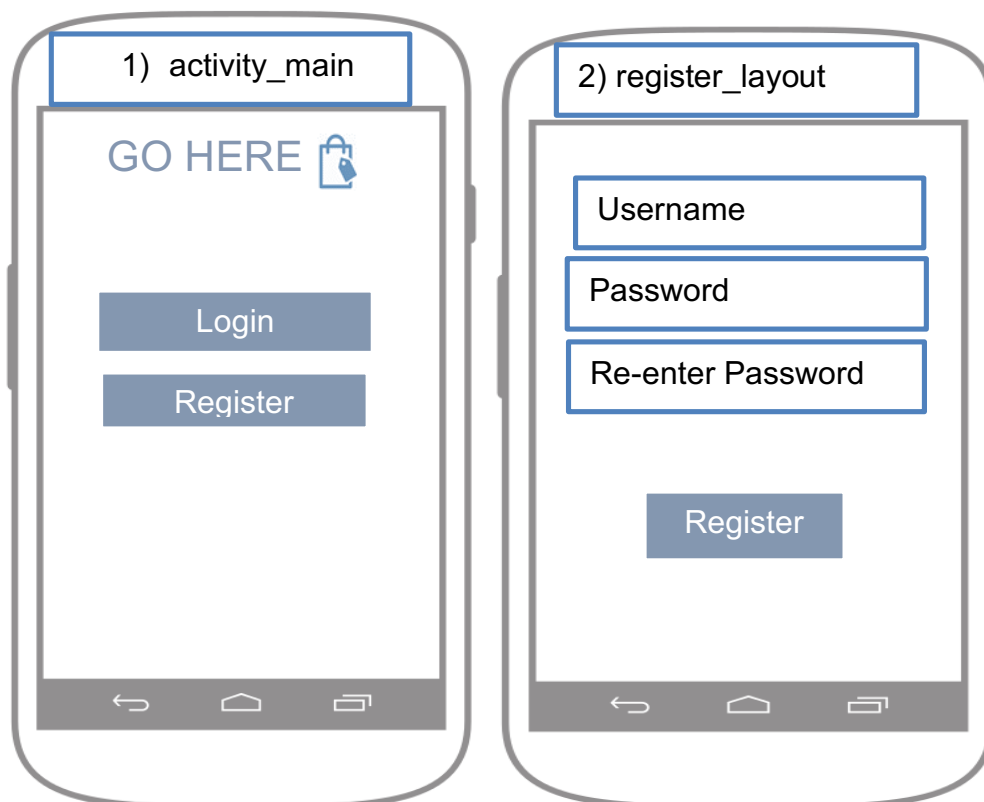 1) activity_main
GO HERE
Login
Register
2) register_layout
Username
Password
Re-enter Password
Register